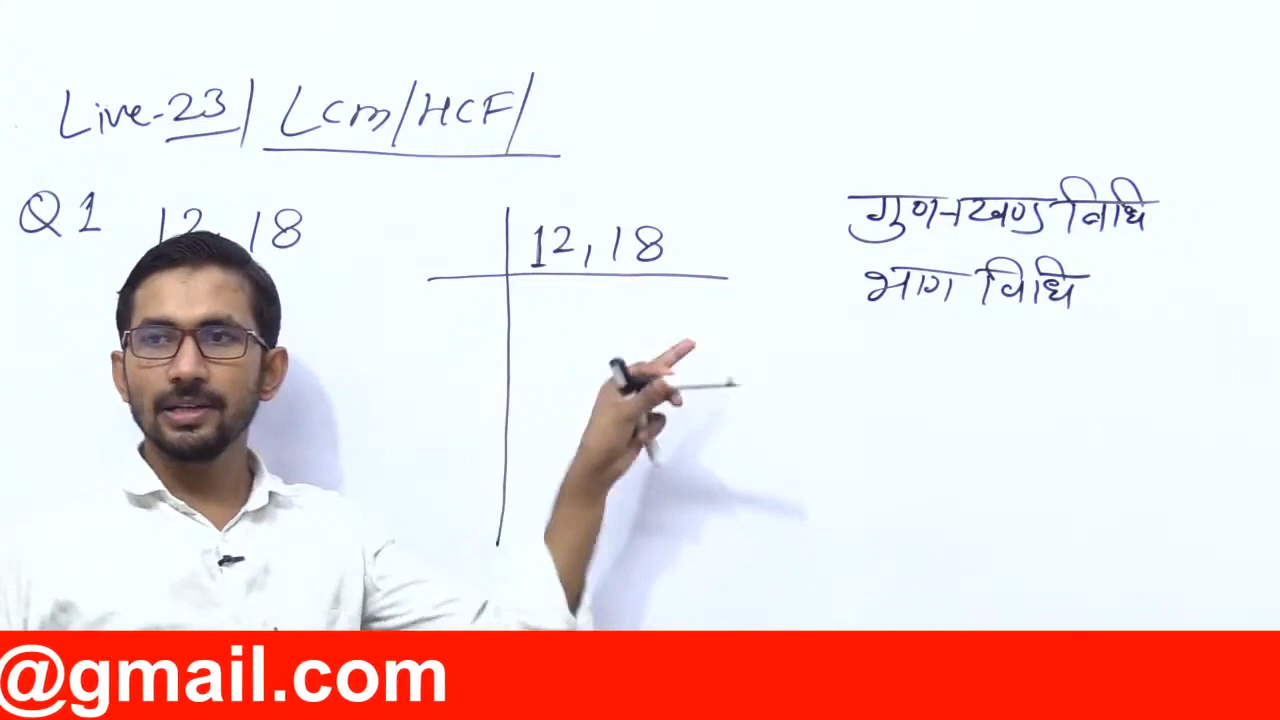 Live-23/ LCM/HCF/
Q1 12, 18
12, 18
गुणनखण्ड विधि
भाग विधि
@gmail.com